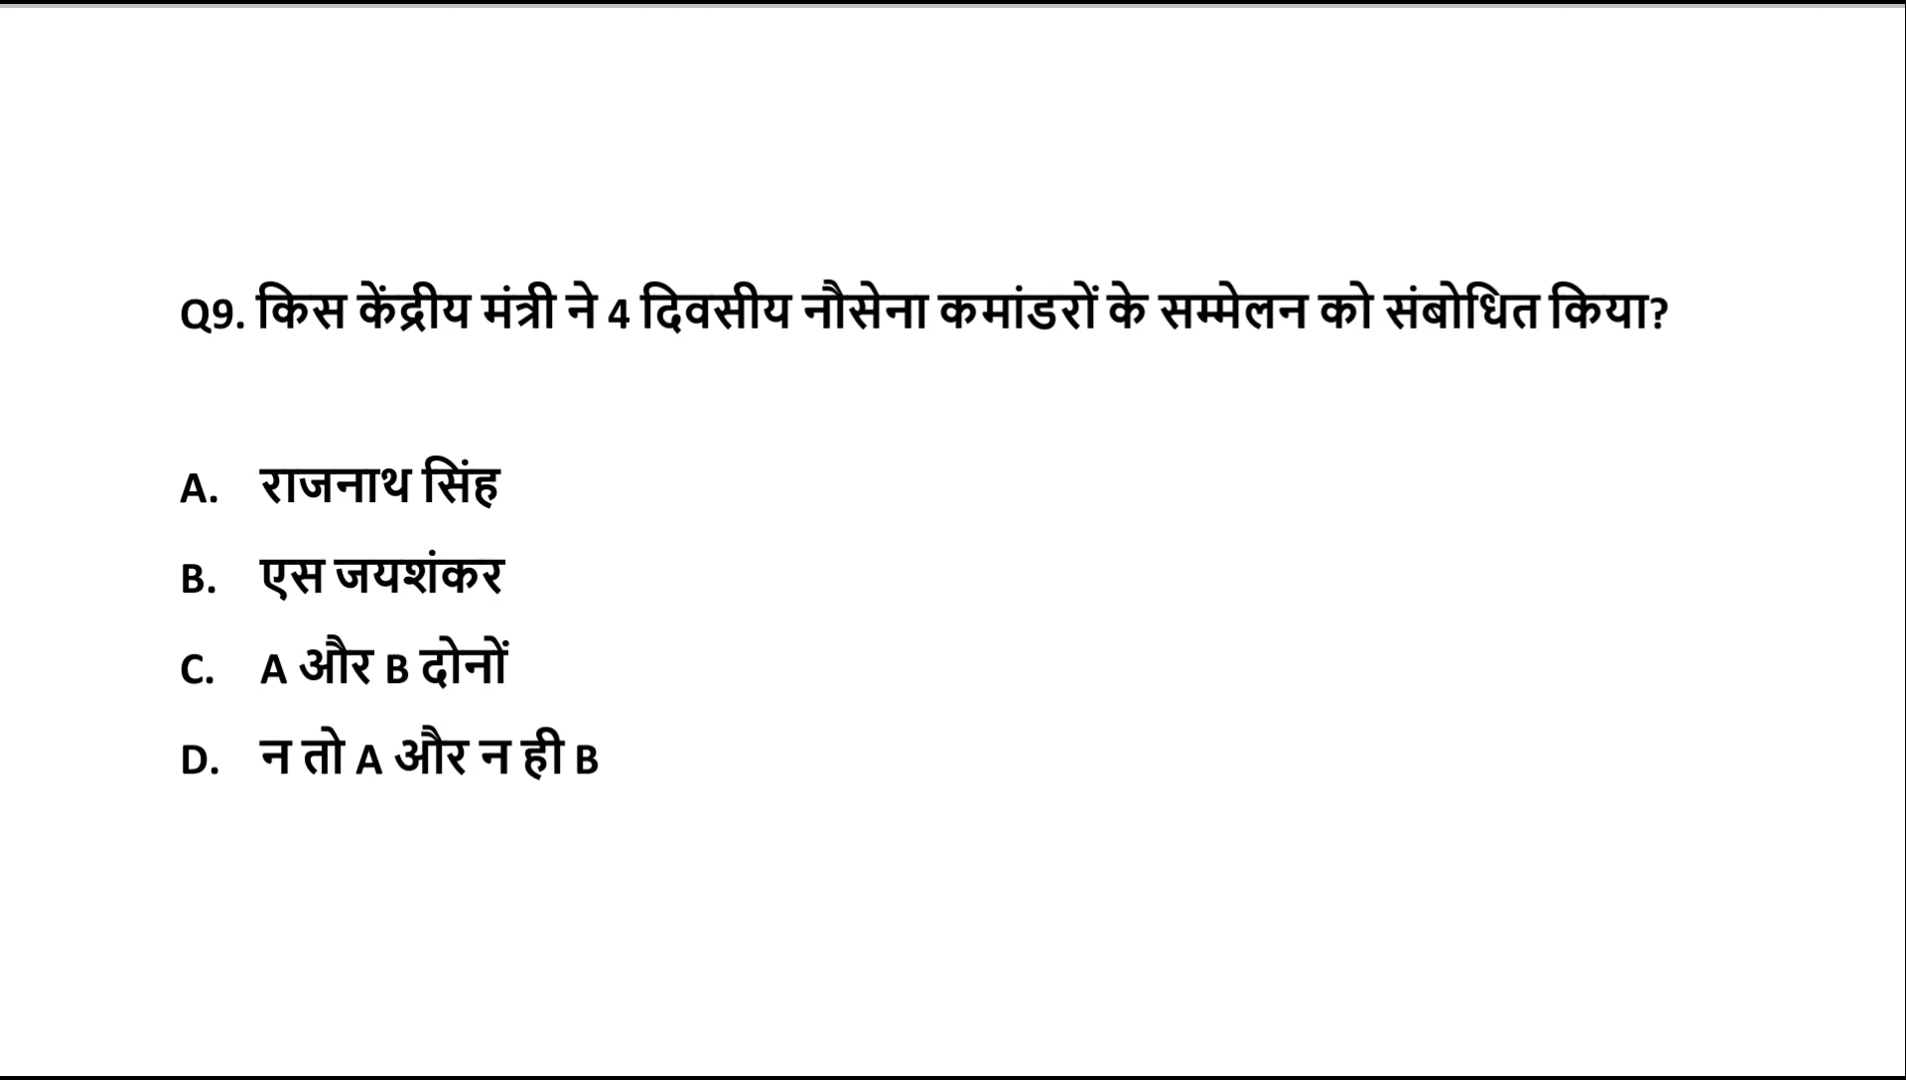 Q9. किस केंद्रीय मंत्री ने 4 दिवसीय नौसेना कमांडरों के सम्मेलन को संबोधित किया?
A. राजनाथ सिंह
B. एस जयशंकर
C. A और B दोनों
D. न तो A और न ही B